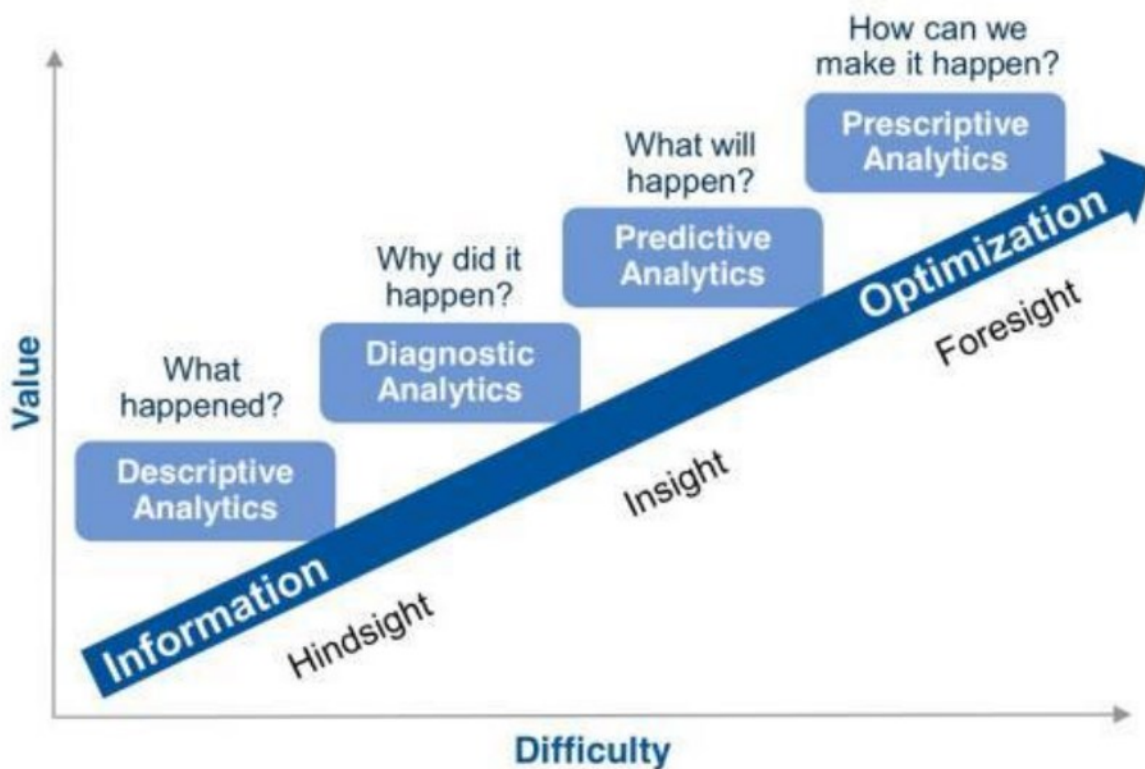 How can we
make it happen?
Prescriptive
Analytics
What will
happen?
Predictive
Analytics
Why did it
happen?
Diagnostic
Analytics
What
happened?
Descriptive
Analytics
Value
Information
Optimization
Hindsight
Insight
Foresight
Difficulty